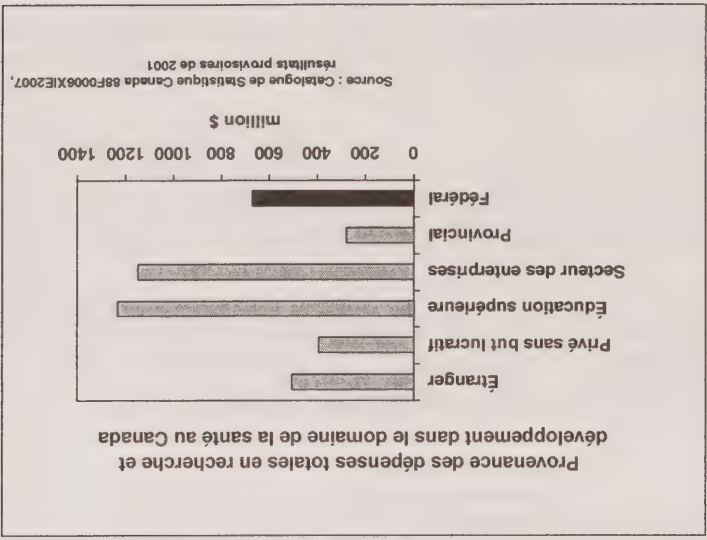 Provenance des dépenses totales en recherche et
développement dans le domaine de la santé au Canada
Étranger
Privé sans but lucratif
Éducation supérieure
Secteur des enterprises
Provincial
Fédéral
0 200 400 600 800 1000 1200 1400
million $
Source : Catalogue de Statistique Canada 88F0006XIE2007,
résultats provisoires de 2001